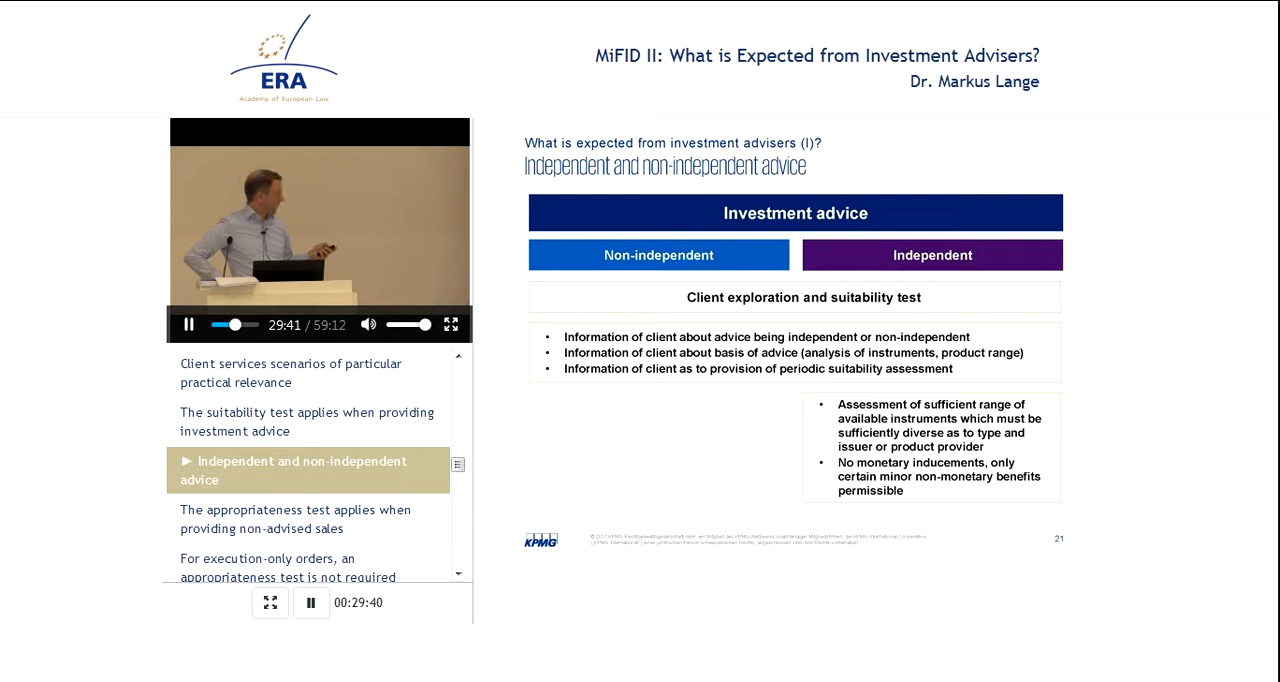 ERA
Academy of European Law
MiFID II: What is Expected from Investment Advisers?
Dr. Markus Lange
29:41 / 59:12
Client services scenarios of particular
practical relevance
The suitability test applies when providing
investment advice
► Independent and non-independent
advice
The appropriateness test applies when
providing non-advised sales
For execution-only orders, an
appropriateness test is not required
00:29:40
What is expected from investment advisers (I)?
Independent and non-independent advice
Investment advice
Non-independent
Independent
Client exploration and suitability test
• Information of client about advice being independent or non-independent
• Information of client about basis of advice (analysis of instruments, product range)
• Information of client as to provision of periodic suitability assessment
• Assessment of sufficient range of
available instruments which must be
sufficiently diverse as to type and
issuer or product provider
• No monetary inducements, only
certain minor non-monetary benefits
permissible
KPMG
21